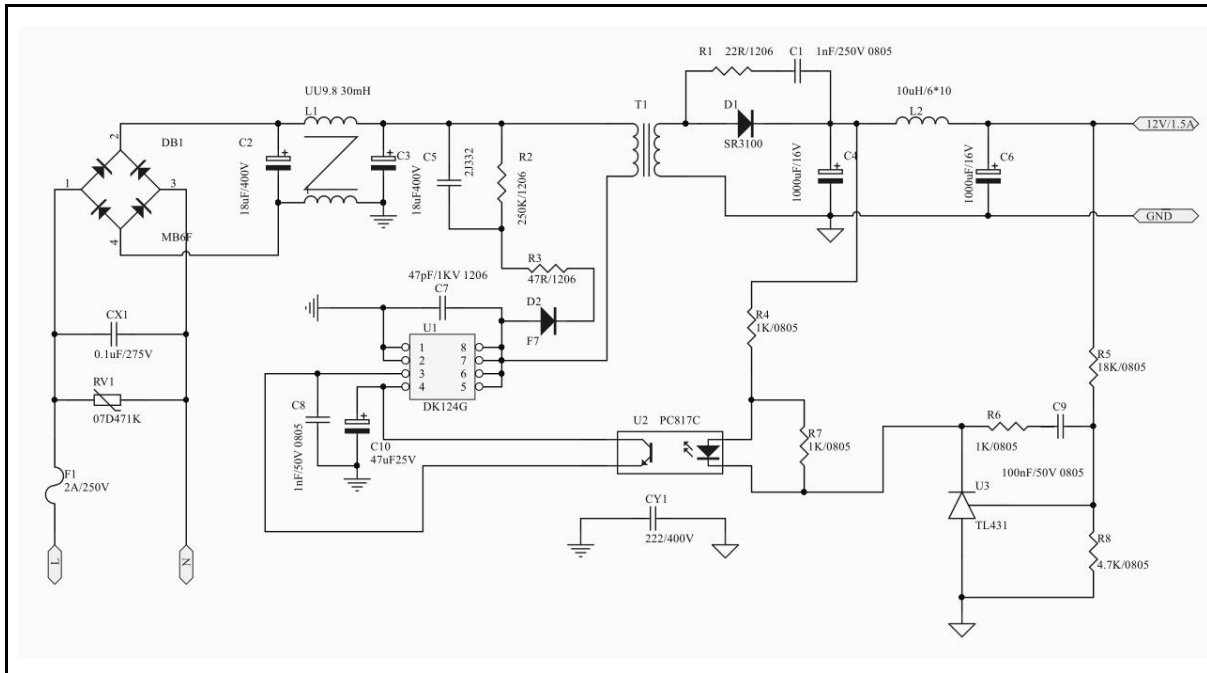 R1 22R/1206
C1 1nF/250V 0805
UU9.8 30mH
L1
T1
D1
SR3100
10uH/6*10
L2
12V/1.5A
2
DB1
C2
18uF/400V
C3
18uF400V
C5
2J332
R2
250K/1206
C4
1000uF/16V
C6
1000uF/16V
1
3
4
MB6F
GND
R3
47R/1206
47pF/1KV 1206
C7
D2
F7
U1
1
2
3
4
8
7
6
5
DK124G
R4
1K/0805
CX1
0.1uF/275V
R5
18K/0805
RV1
07D471K
C8
1nF/50V 0805
C10
47uF25V
U2 PC817C
R7
1K/0805
R6
1K/0805
C9
100nF/50V 0805
F1
2A/250V
U3
TL431
CY1
222/400V
R8
4.7K/0805
L
N